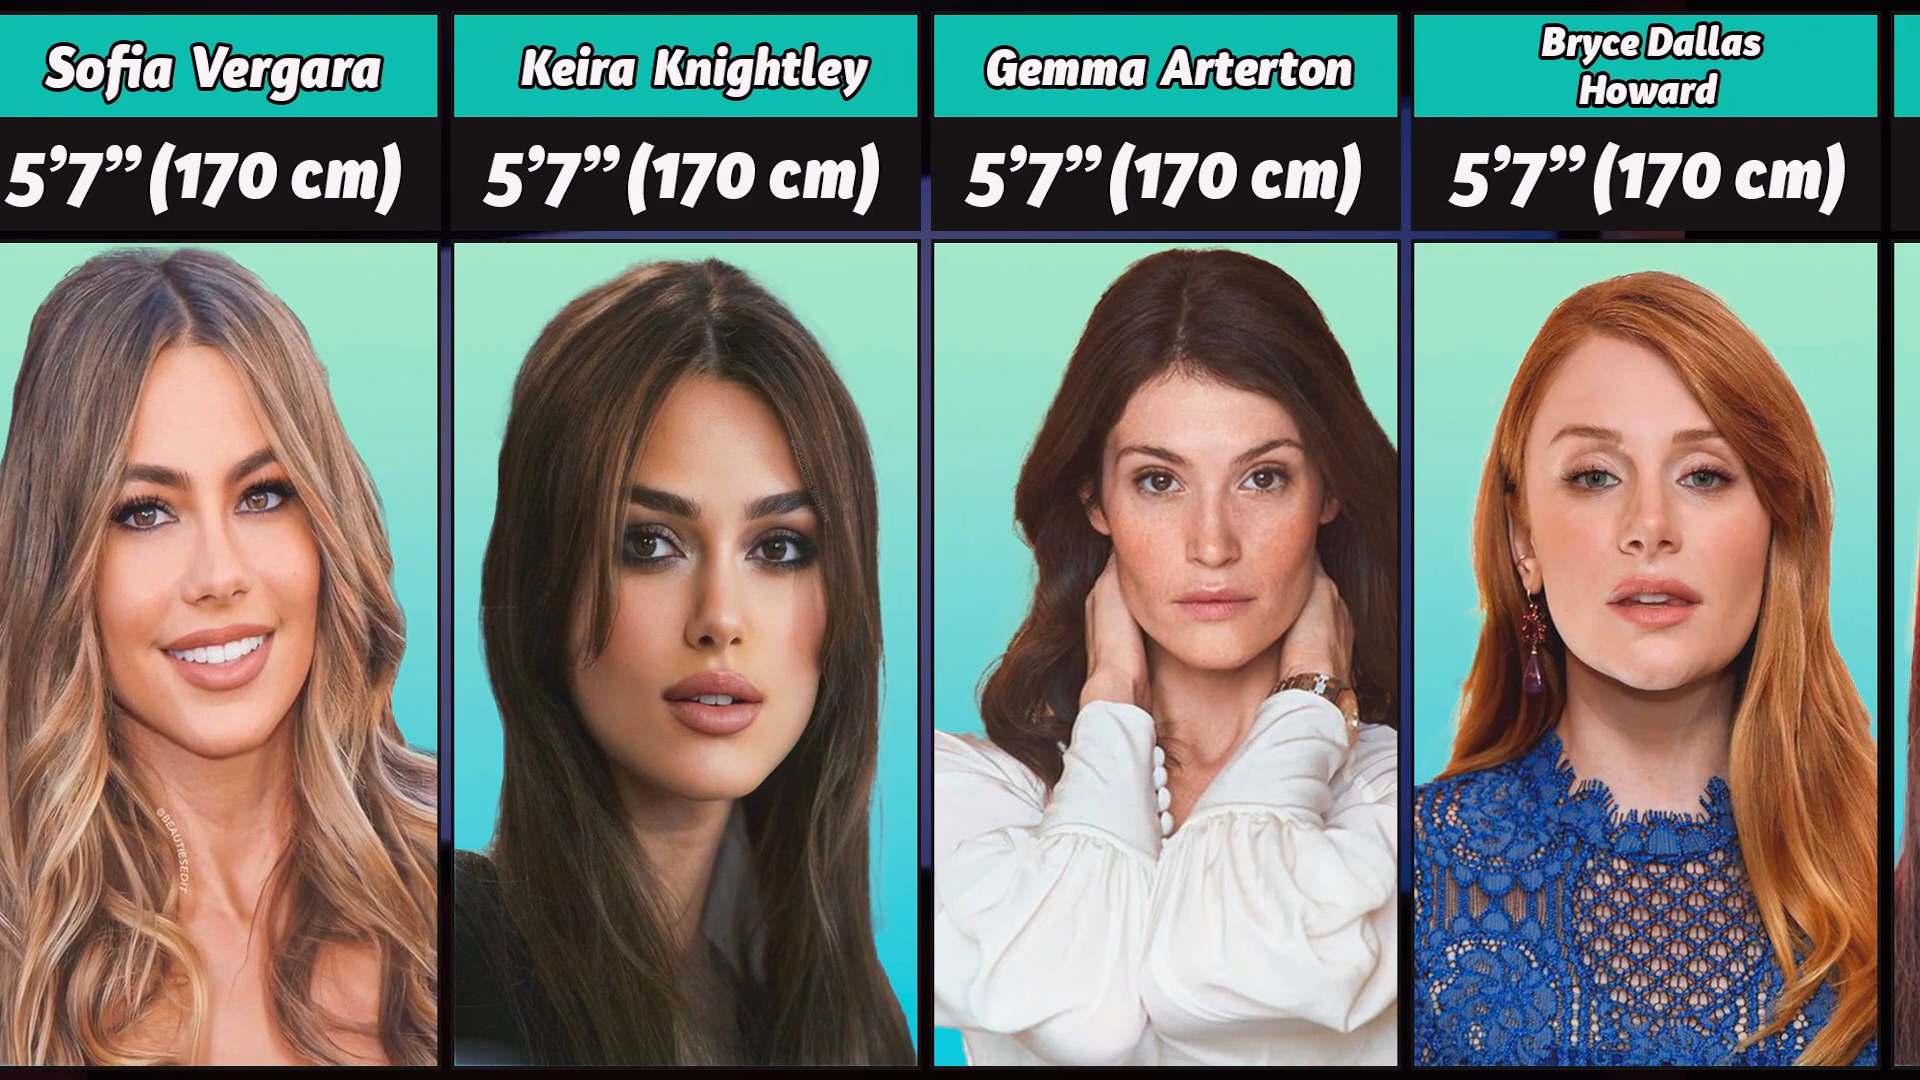 Sofia Vergara
5’7” (170 cm)
Keira Knightley
5’7” (170 cm)
Gemma Arterton
5’7” (170 cm)
Bryce Dallas
Howard
5’7” (170 cm)
@BEAUTIESEDIT